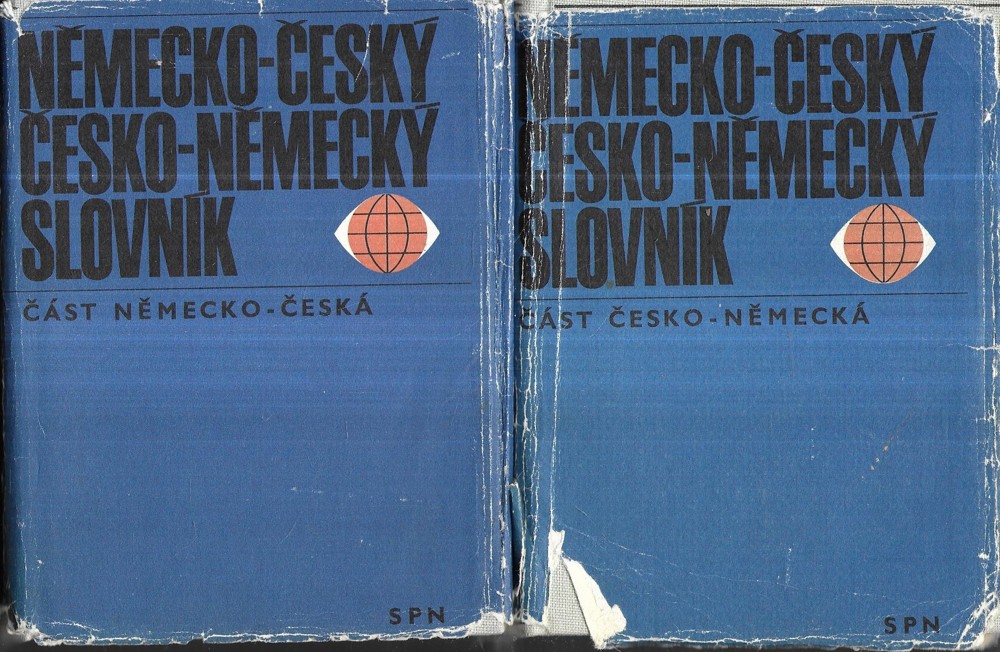 NĚMECKO-ČESKÝ
ČESKO-NĚMECKÝ
SLOVNÍK
ČÁST NĚMECKO-ČESKÁ
SPN
NĚMECKO-ČESKÝ
ČESKO-NĚMECKÝ
SLOVNÍK
ČÁST ČESKO-NĚMECKÁ
SPN